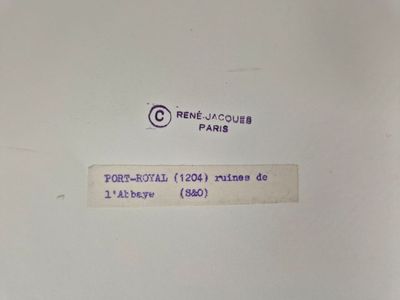 © RENÉ-JACQUES
PARIS
PORT-ROYAL (1204) ruines de
l'Abbaye (S&O)